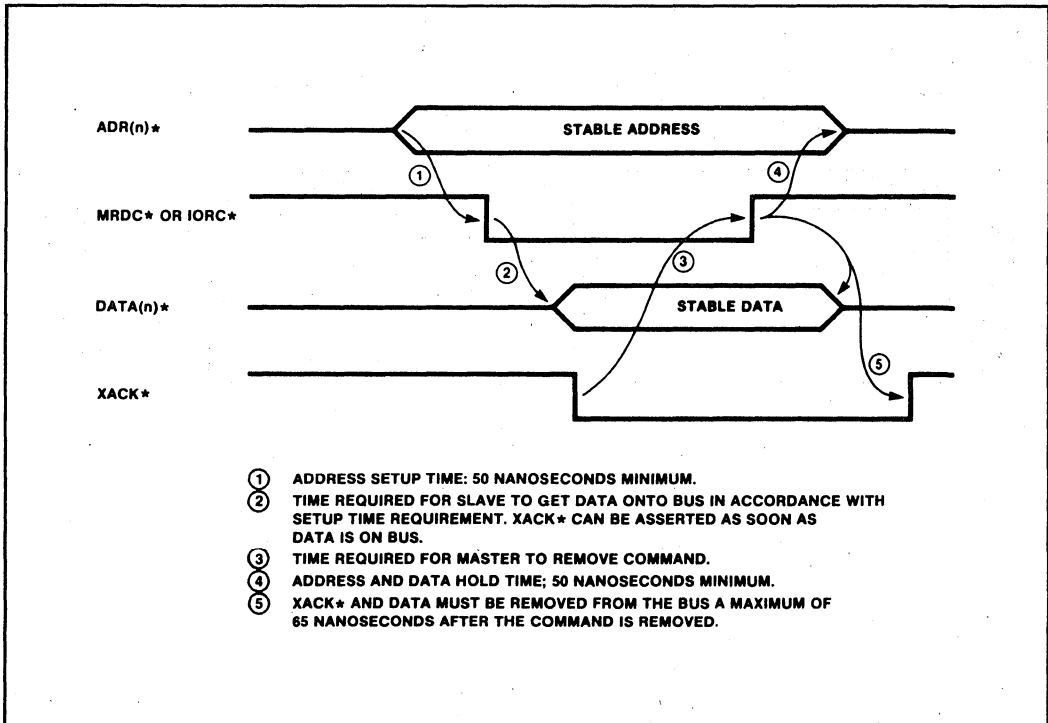 ADR(n)*
STABLE ADDRESS
1
4
MRDC* OR IORC*
2
3
DATA(n)*
STABLE DATA
5
XACK*
1 ADDRESS SETUP TIME: 50 NANOSECONDS MINIMUM.
2 TIME REQUIRED FOR SLAVE TO GET DATA ONTO BUS IN ACCORDANCE WITH
SETUP TIME REQUIREMENT. XACK* CAN BE ASSERTED AS SOON AS
DATA IS ON BUS.
3 TIME REQUIRED FOR MASTER TO REMOVE COMMAND.
4 ADDRESS AND DATA HOLD TIME; 50 NANOSECONDS MINIMUM.
5 XACK* AND DATA MUST BE REMOVED FROM THE BUS A MAXIMUM OF
65 NANOSECONDS AFTER THE COMMAND IS REMOVED.